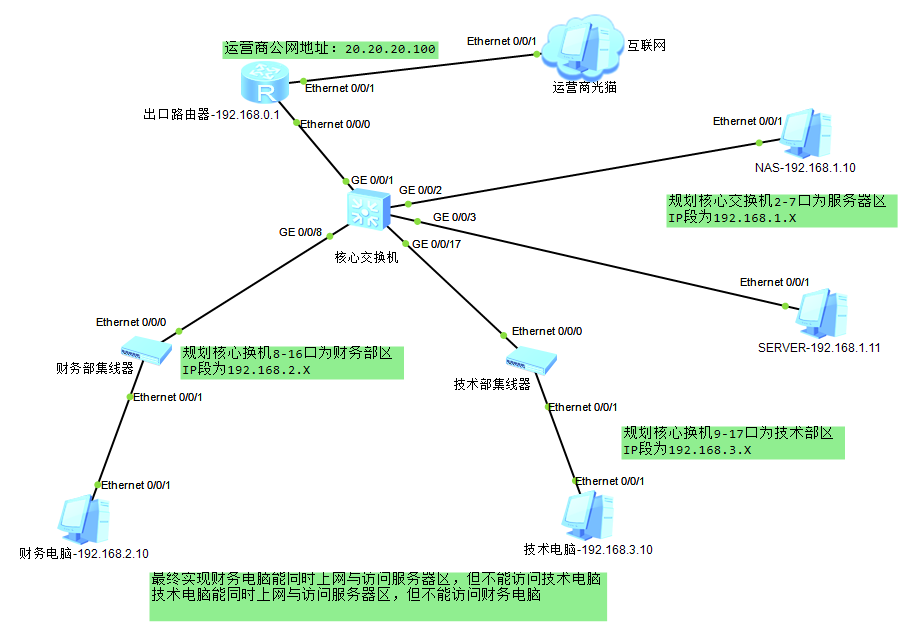 运营商公网地址：20.20.20.100
Ethernet 0/0/1
互联网
运营商光猫
Ethernet 0/0/1
出口路由器-192.168.0.1
Ethernet 0/0/0
Ethernet 0/0/1
NAS-192.168.1.10
GE 0/0/1
GE 0/0/2
规划核心交换机2-7口为服务器区
IP段为192.168.1.X
GE 0/0/3
GE 0/0/8
GE 0/0/17
核心交换机
Ethernet 0/0/1
SERVER-192.168.1.11
Ethernet 0/0/0
Ethernet 0/0/0
财务部集线器
规划核心换机8-16口为财务部区
IP段为192.168.2.X
技术部集线器
Ethernet 0/0/1
Ethernet 0/0/1
规划核心换机9-17口为技术部区
IP段为192.168.3.X
Ethernet 0/0/1
Ethernet 0/0/1
财务电脑-192.168.2.10
技术电脑-192.168.3.10
最终实现财务电脑能同时上网与访问服务器区，但不能访问技术电脑
技术电脑能同时上网与访问服务器区，但不能访问财务电脑